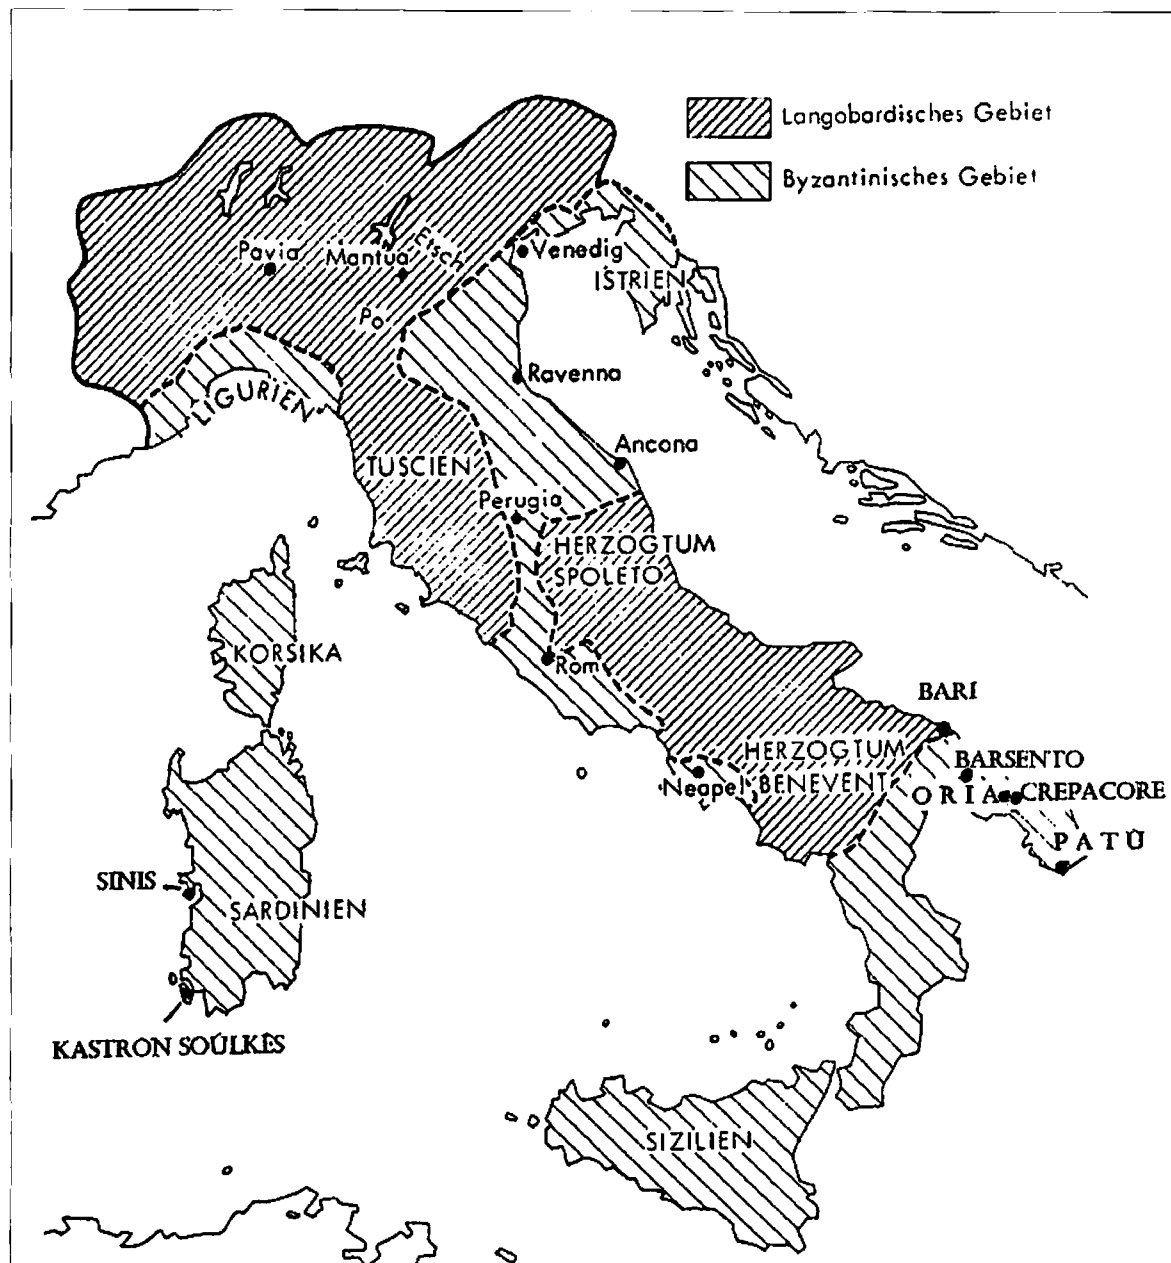 Langobardisches Gebiet
Byzantinisches Gebiet
Pavia
Mantua
Etsch
Venedig
ISTRIEN
Po
Ravenna
"LIGURIEN"
Ancona
TUSCIEN
Perugia
HERZOGTUM
SPOLETO
KORSIKA
Rom
BARI
HERZOGTUM
BENEVENT
Neapel
BARSENTO
ORIA
CREPACORE
PATÙ
SINIS
SARDINIEN
KASTRON SOÚLKÈS
SIZILIEN